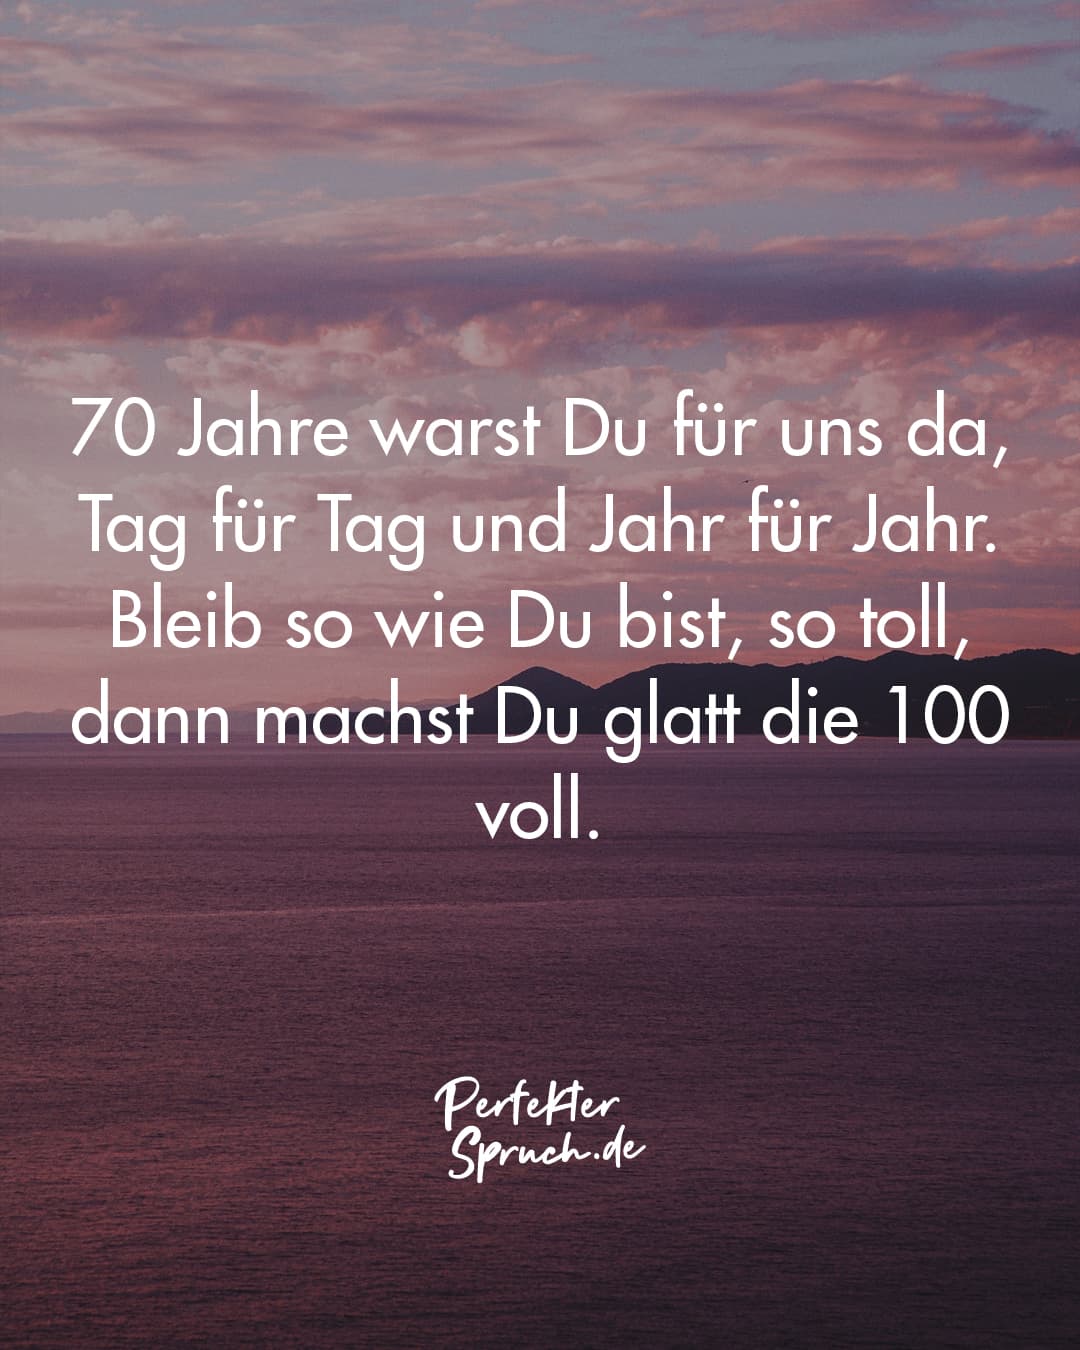 70 Jahre warst Du für uns da,
Tag für Tag und Jahr für Jahr.
Bleib so wie Du bist, so toll,
dann machst Du glatt die 100
voll.
Perfekter
Spruch.de